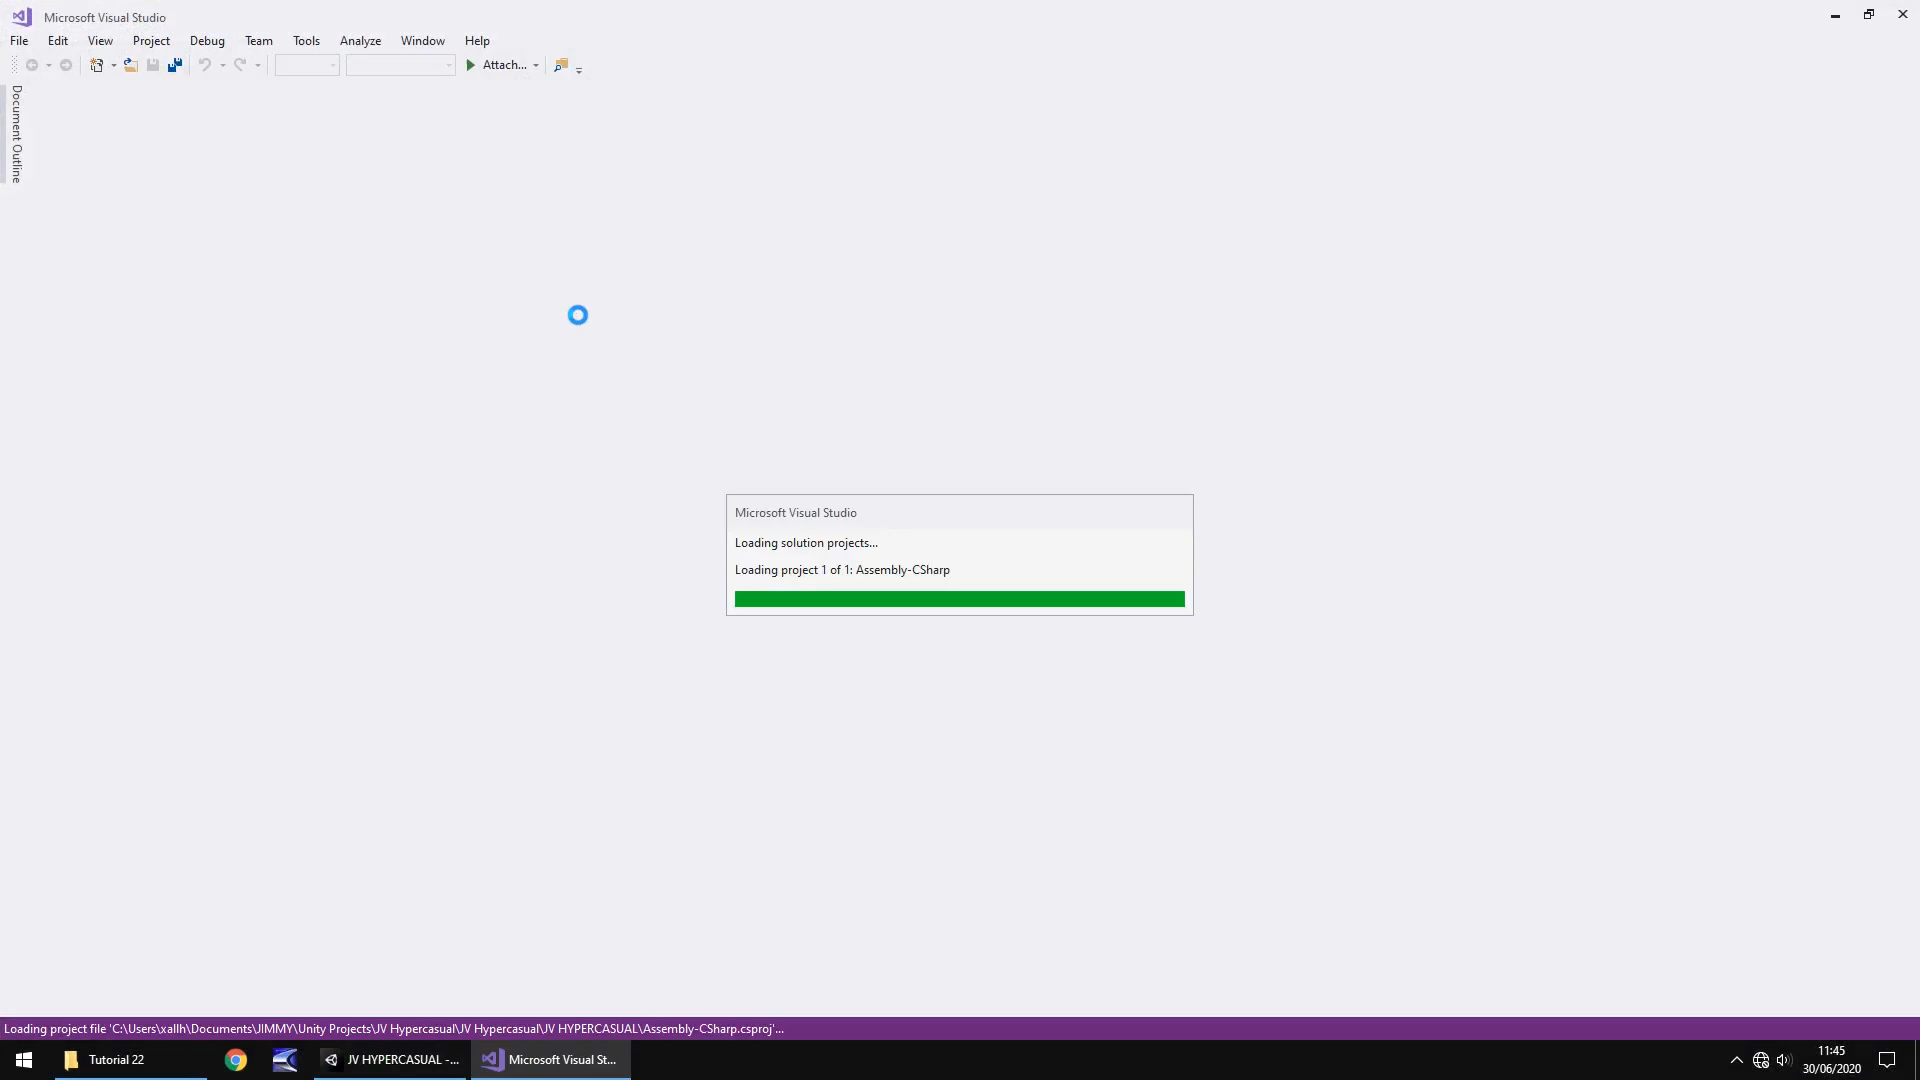 Microsoft Visual Studio
File Edit View Project Debug Team Tools Analyze Window Help
Attach...
Document Outline
Microsoft Visual Studio
Loading solution projects...
Loading project 1 of 1: Assembly-CSharp
Loading project file 'C:\Users\xallh\Documents\JIMMY\Unity Projects\JV Hypercasual\JV Hypercasual\JV HYPERCASUAL\Assembly-CSharp.csproj'...
Tutorial 22
JV HYPERCASUAL -...
Microsoft Visual St...
11:45
30/06/2020